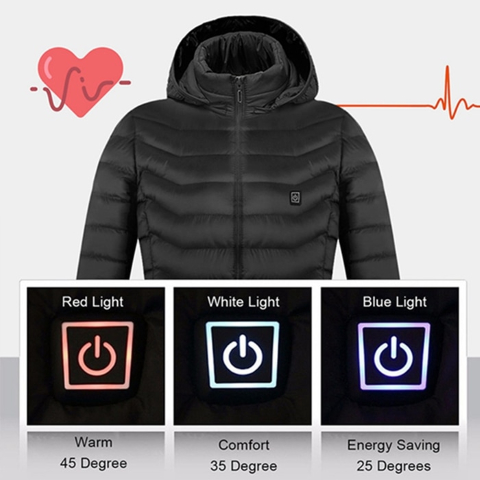 Red Light
White Light
Blue Light
Warm
45 Degree
Comfort
35 Degree
Energy Saving
25 Degrees